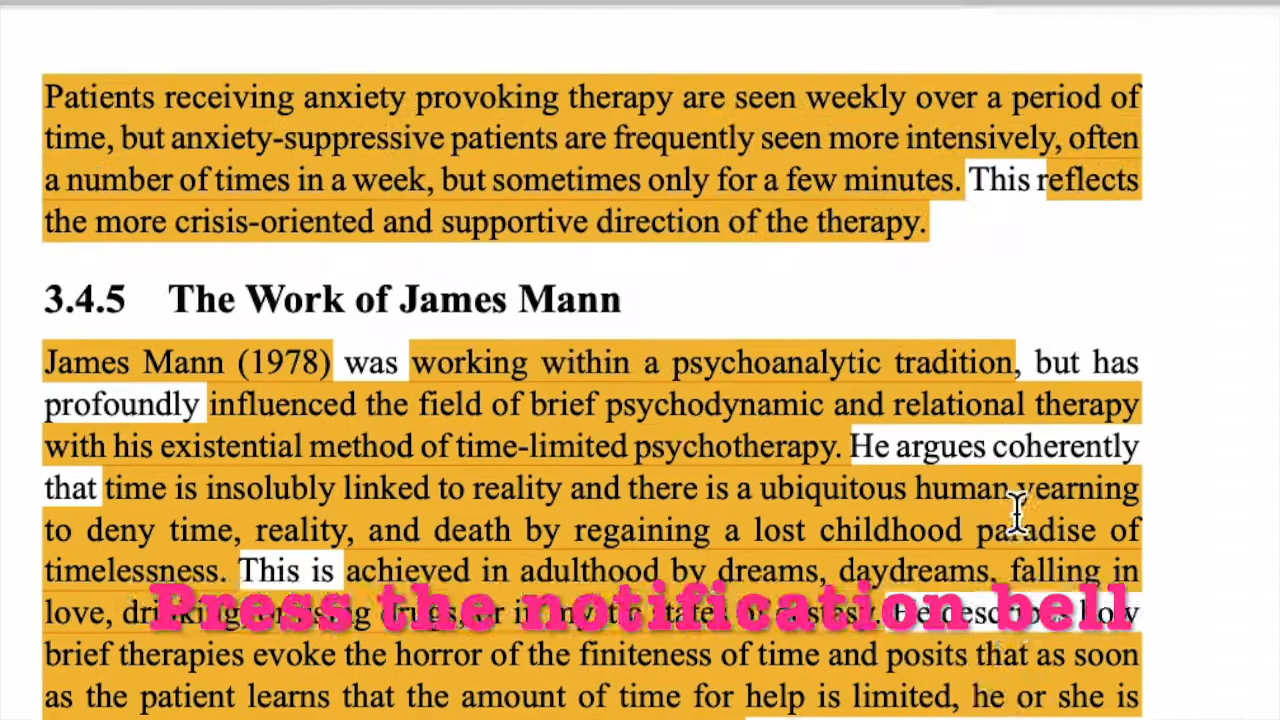 Patients receiving anxiety provoking therapy are seen weekly over a period of
time, but anxiety-suppressive patients are frequently seen more intensively, often
a number of times in a week, but sometimes only for a few minutes. This reflects
the more crisis-oriented and supportive direction of the therapy.
3.4.5 The Work of James Mann
James Mann (1978) was working within a psychoanalytic tradition, but has
profoundly influenced the field of brief psychodynamic and relational therapy
with his existential method of time-limited psychotherapy. He argues coherently
that time is insolubly linked to reality and there is a ubiquitous human yearning
to deny time, reality, and death by regaining a lost childhood paradise of
timelessness. This is achieved in adulthood by dreams, daydreams, falling in
love, drugs, or in
Press the notification bell
brief therapies evoke the horror of the finiteness of time and posits that as soon
as the patient learns that the amount of time for help is limited, he or she is